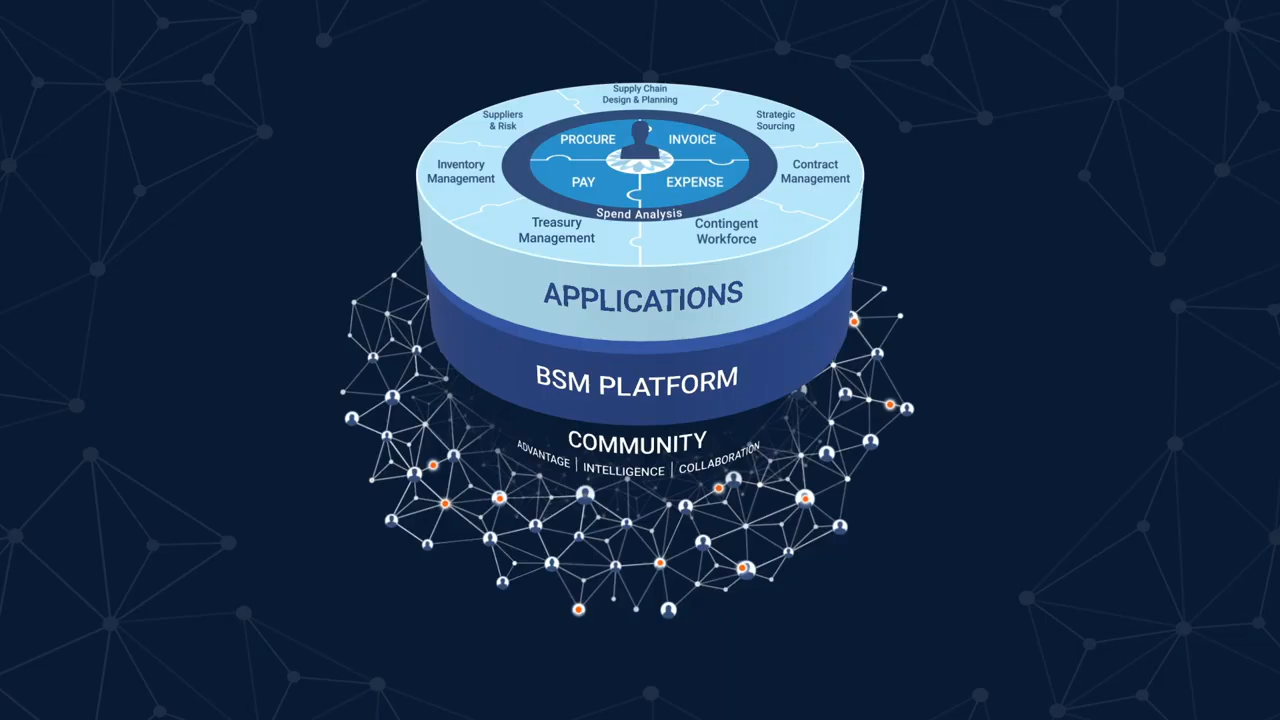 Supply Chain
Design & Planning
Suppliers
& Risk
Strategic
Sourcing
PROCURE
INVOICE
Inventory
Management
Contract
Management
PAY
EXPENSE
Spend Analysis
Treasury
Management
Contingent
Workforce
APPLICATIONS
BSM PLATFORM
COMMUNITY
ADVANTAGE | INTELLIGENCE | COLLABORATION